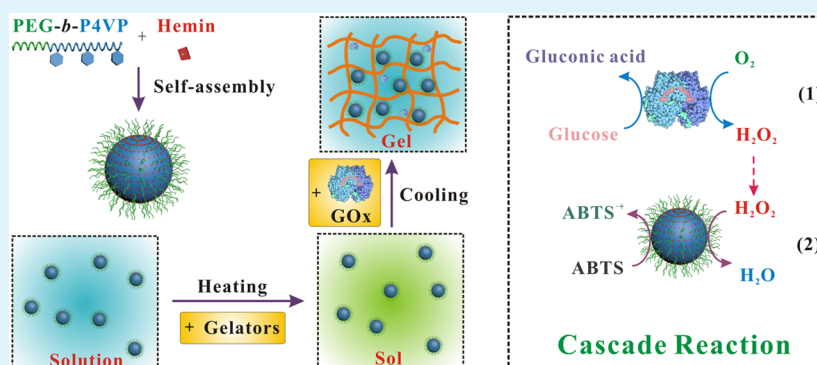 PEG-b-P4VP + Hemin
Self-assembly
Solution
Heating
+ Gelators
Sol
+
GOx
Cooling
Gel
Gluconic acid
O₂
(1)
Glucose
H₂O₂
ABTS·⁺
H₂O₂
(2)
ABTS
H₂O
Cascade Reaction